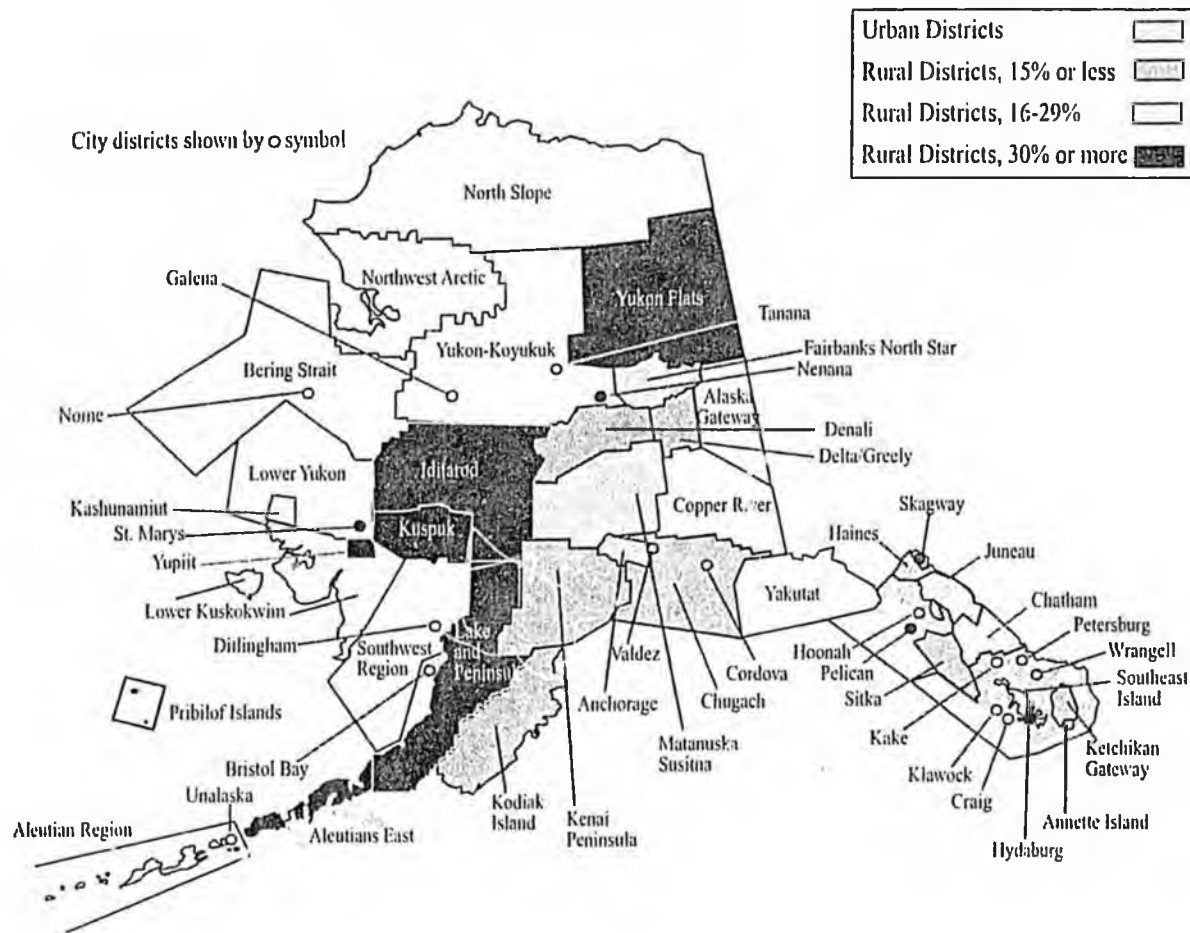 Urban Districts
Rural Districts, 15% or less
Rural Districts, 16-29%
Rural Districts, 30% or more
City districts shown by o symbol
North Slope
Northwest Arctic
Galena
Yukon Flats
Tanana
Yukon-Koyukuk
Fairbanks North Star
Nenana
Bering Strait
Alaska
Gateway
Nome
Denali
Delta/Greely
Lower Yukon
Iditarod
Kashunamiut
Copper River
St. Marys
Kuspuk
Skagway
Haines
Juneau
Yupiit
Lower Kuskokwim
Yakutat
Chatham
Petersburg
Dillingham
Lake
and
Peninsu
Southwest
Region
Valdez
Cordova
Hoonah
Pelican
Sitka
Wrangell
Southeast
Island
Pribilof Islands
Anchorage
Chugach
Kake
Ketchikan
Gateway
Matanuska
Susitna
Bristol Bay
Klawock
Unalaska
Kodiak
Island
Kenai
Peninsula
Craig
Annette Island
Aleutian Region
Aleutians East
Hydaburg